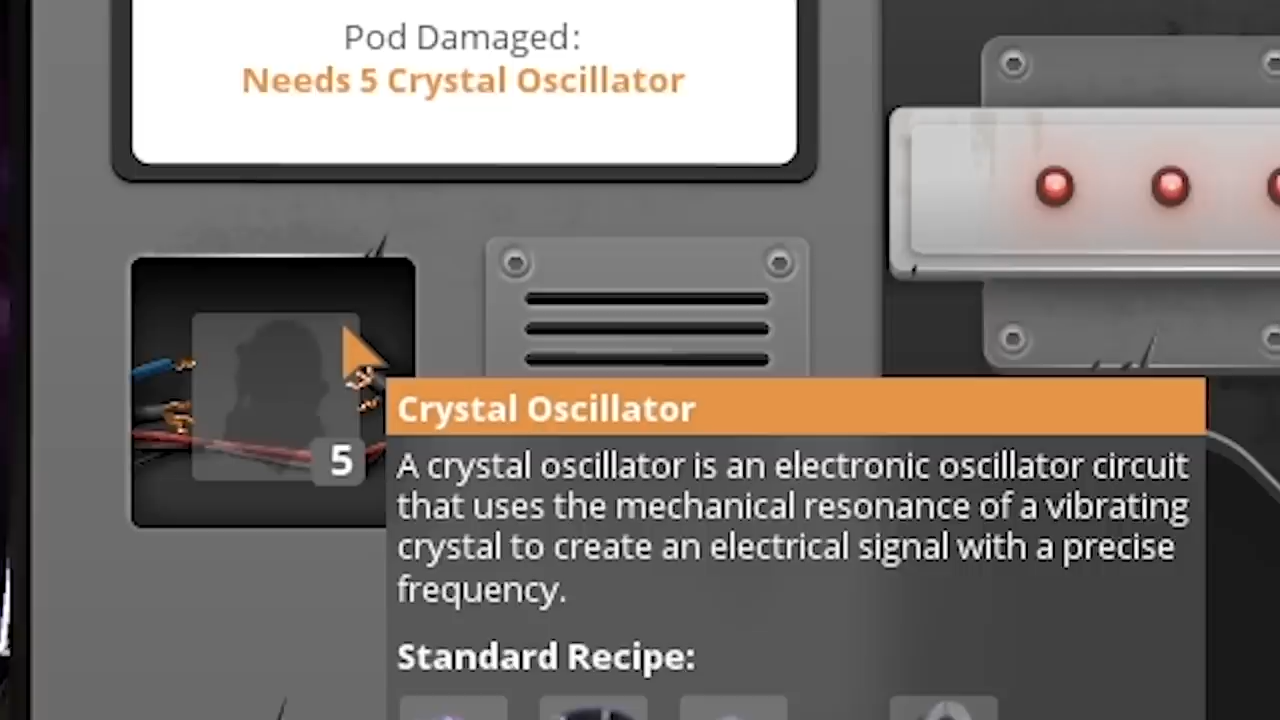 Pod Damaged:
Needs 5 Crystal Oscillator
5
Crystal Oscillator
A crystal oscillator is an electronic oscillator circuit
that uses the mechanical resonance of a vibrating
crystal to create an electrical signal with a precise
frequency.
Standard Recipe: